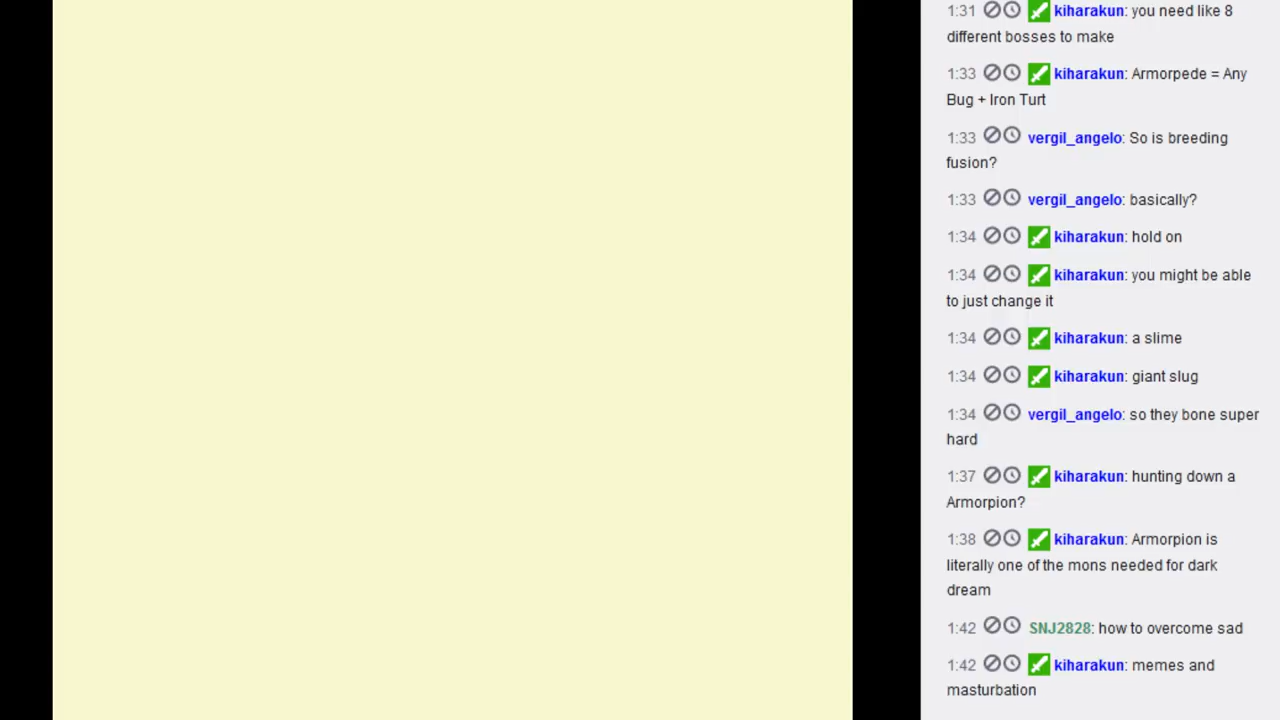 1:31 kiharakun: you need like 8
different bosses to make
1:33 kiharakun: Armorpede = Any
Bug + Iron Turt
1:33 vergil_angelo: So is breeding
fusion?
1:33 vergil_angelo: basically?
1:34 kiharakun: hold on
1:34 kiharakun: you might be able
to just change it
1:34 kiharakun: a slime
1:34 kiharakun: giant slug
1:34 vergil_angelo: so they bone super
hard
1:37 kiharakun: hunting down a
Armorpion?
1:38 kiharakun: Armorpion is
literally one of the mons needed for dark
dream
1:42 SNJ2828: how to overcome sad
1:42 kiharakun: memes and
masturbation